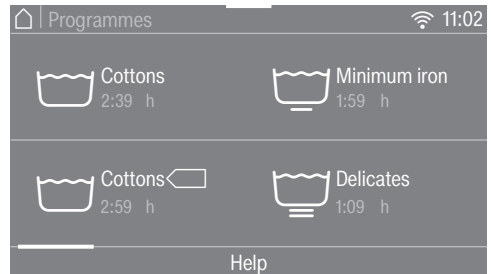 Programmes 11:02
Cottons
2:39 h
Minimum iron
1:59 h
Cottons
2:59 h
Delicates
1:09 h
Help